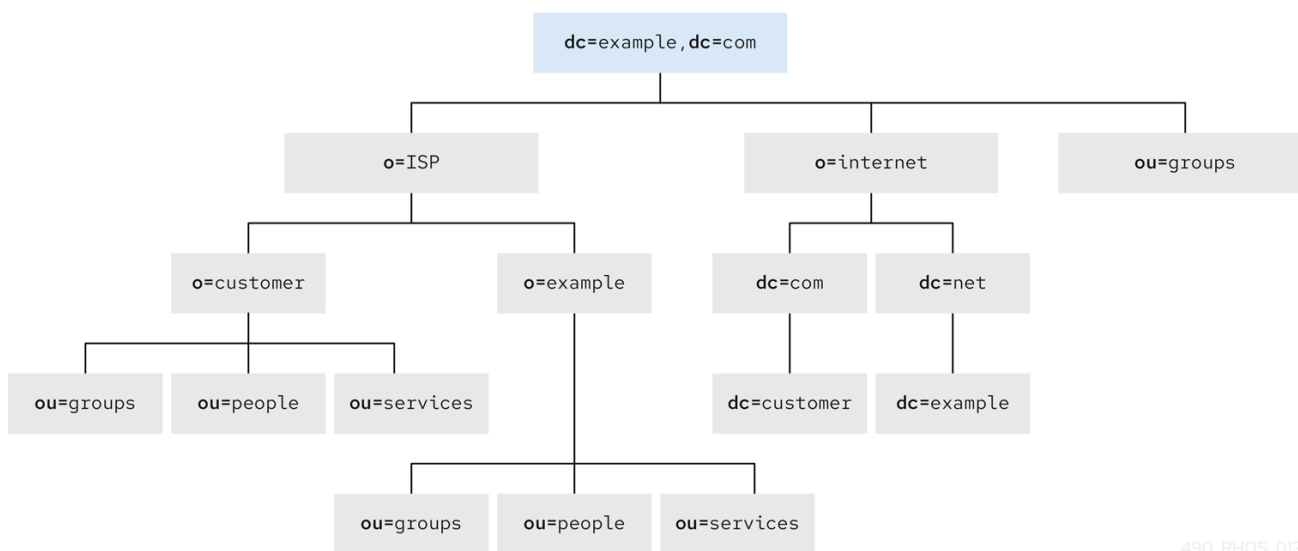 dc=example,dc=com
o=ISP
o=internet
ou=groups
o=customer
o=example
dc=com
dc=net
ou=groups
ou=people
ou=services
dc=customer
dc=example
ou=groups
ou=people
ou=services